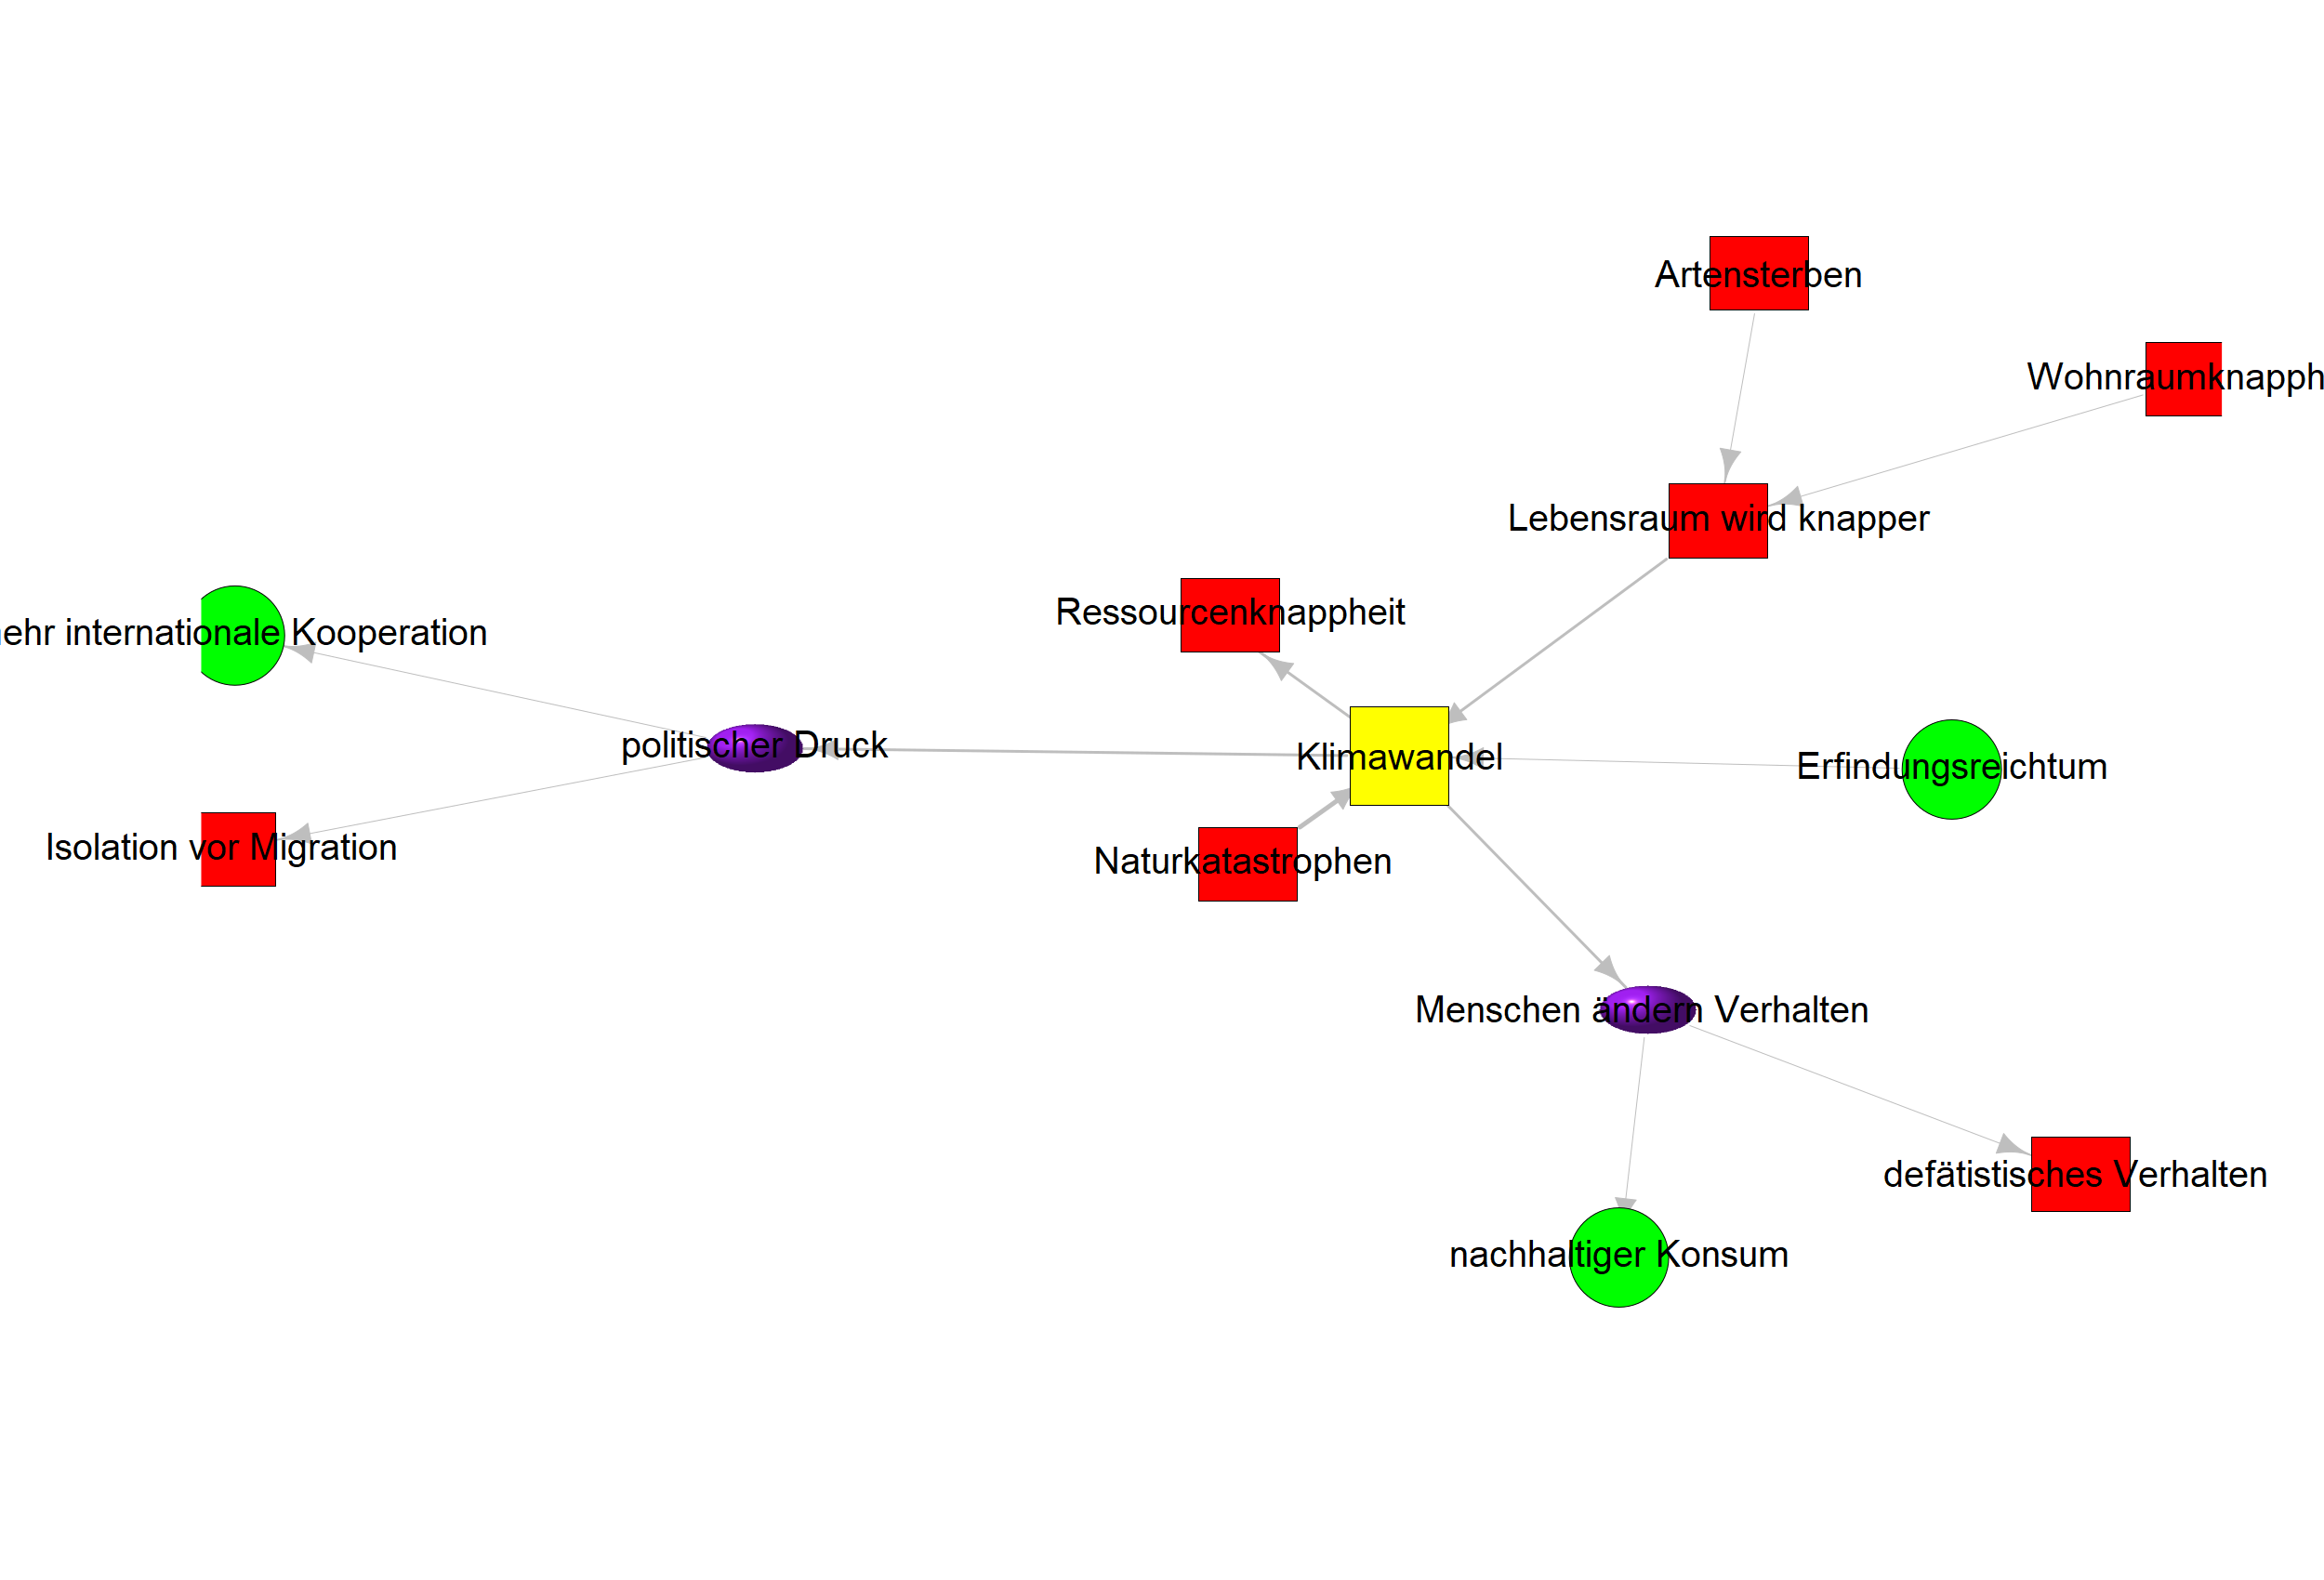 Artensterben
Wohnraumknapph
Lebensraum wird knapper
Ressourcenknappheit
ehr internationale Kooperation
politischer Druck
Klimawandel
Erfindungsreichtum
Isolation vor Migration
Naturkatastrophen
Menschen ändern Verhalten
defätistisches Verhalten
nachhaltiger Konsum